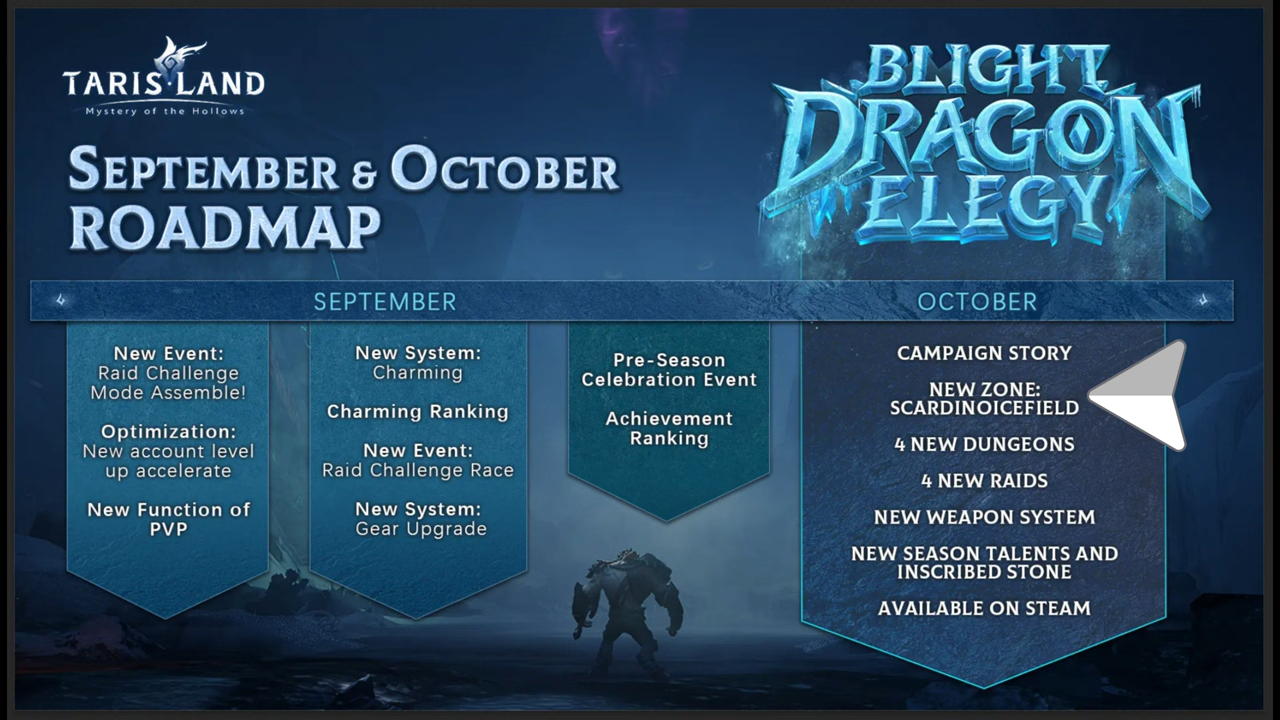 TARIS·LAND
Mystery of the Hollows
BLIGHT
DRAGON
ELEGY
SEPTEMBER & OCTOBER
ROADMAP
SEPTEMBER
OCTOBER
New Event:
Raid Challenge
Mode Assemble!
Optimization:
New account level
up accelerate
New Function of
PVP
New System:
Charming
Charming Ranking
New Event:
Raid Challenge Race
New System:
Gear Upgrade
Pre-Season
Celebration Event
Achievement
Ranking
CAMPAIGN STORY
NEW ZONE:
SCARDINOICEFIELD
4 NEW DUNGEONS
4 NEW RAIDS
NEW WEAPON SYSTEM
NEW SEASON TALENTS AND
INSCRIBED STONE
AVAILABLE ON STEAM